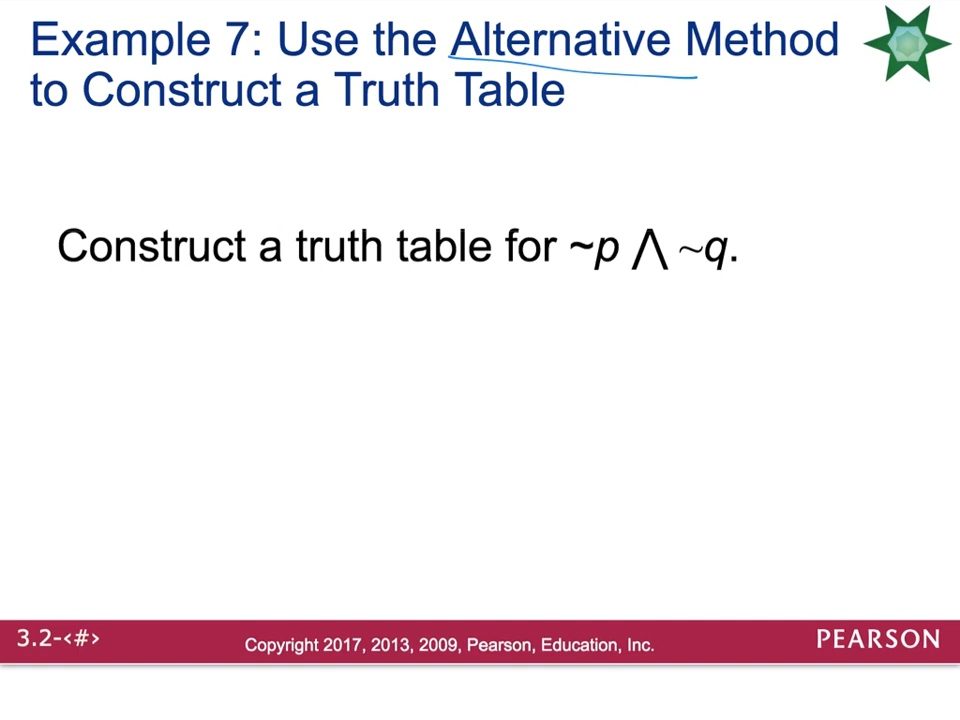 Example 7: Use the Alternative Method
to Construct a Truth Table
Construct a truth table for ~p ⋀ ~q.
3.2-<#>
Copyright 2017, 2013, 2009, Pearson, Education, Inc.
PEARSON